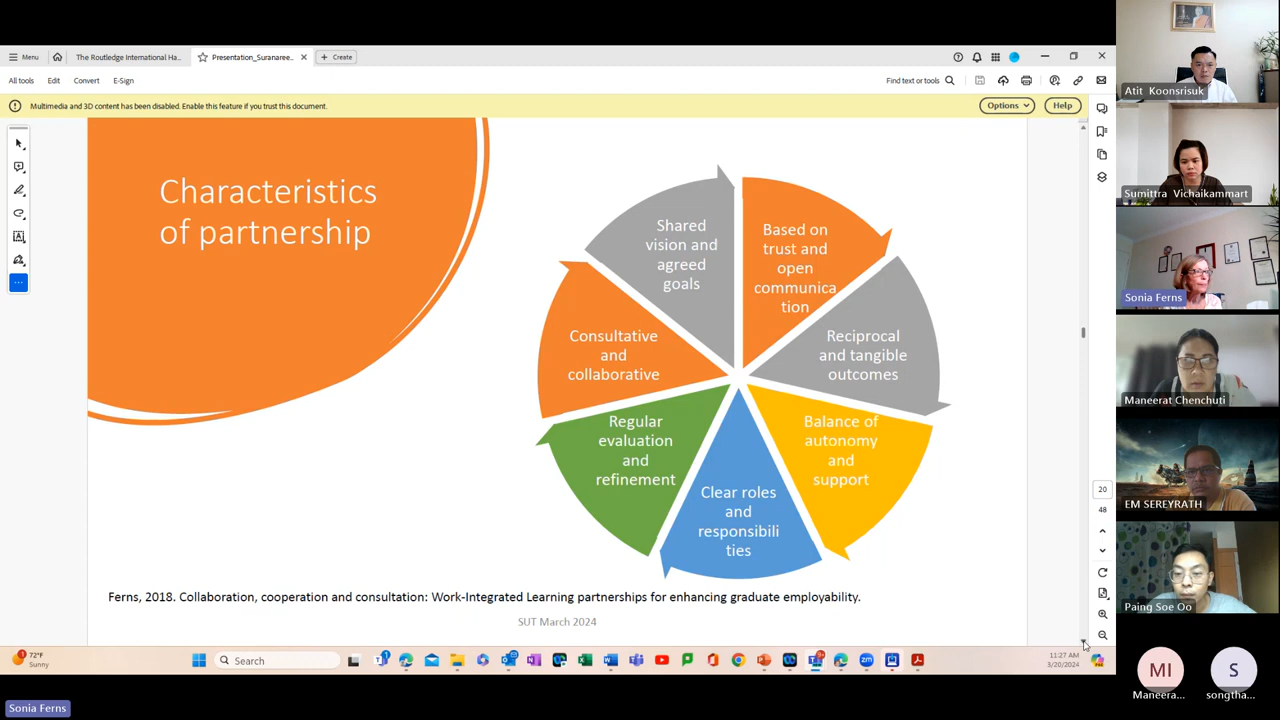 Menu
The Routledge International Ha...
Presentation_Suranaree...
Create
All tools
Edit
Convert
E-Sign
Find text or tools
Multimedia and 3D content has been disabled. Enable this feature if you trust this document.
Options
Help
Characteristics
of partnership
Shared
vision and
agreed
goals
Based on
trust and
open
communica
tion
Reciprocal
and tangible
outcomes
Balance of
autonomy
and
support
Clear roles
and
responsibili
ties
Regular
evaluation
and
refinement
Consultative
and
collaborative
Ferns, 2018. Collaboration, cooperation and consultation: Work-Integrated Learning partnerships for enhancing graduate employability.
SUT March 2024
20
48
72°F
Sunny
Search
11:27 AM
3/20/2024
Atit Koonsrisuk
Sumittra Vichaikammart
Sonia Ferns
Maneerat Chenchuti
EM SEREYRATH
Paing Soe Oo
MI
Maneera...
S
songtha...
Sonia Ferns